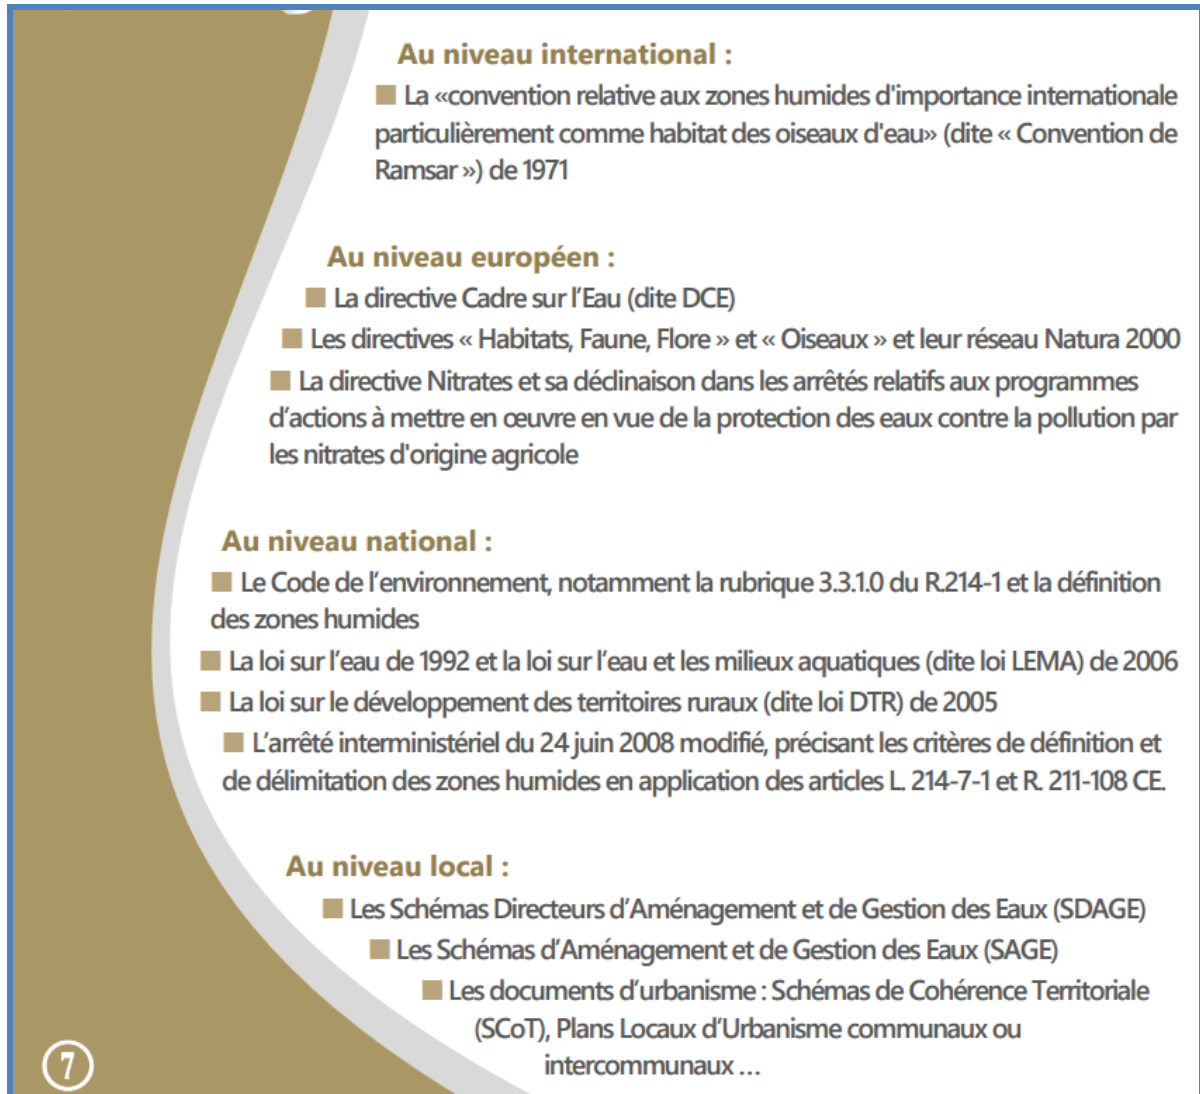 Au niveau international :
■ La «convention relative aux zones humides d'importance internationale
particulièrement comme habitat des oiseaux d'eau» (dite « Convention de
Ramsar ») de 1971
Au niveau européen :
■ La directive Cadre sur l’Eau (dite DCE)
■ Les directives « Habitats, Faune, Flore » et « Oiseaux » et leur réseau Natura 2000
■ La directive Nitrates et sa déclinaison dans les arrêtés relatifs aux programmes
d’actions à mettre en œuvre en vue de la protection des eaux contre la pollution par
les nitrates d'origine agricole
Au niveau national :
■ Le Code de l’environnement, notamment la rubrique 3.3.1.0 du R.214-1 et la définition
des zones humides
■ La loi sur l’eau de 1992 et la loi sur l’eau et les milieux aquatiques (dite loi LEMA) de 2006
■ La loi sur le développement des territoires ruraux (dite loi DTR) de 2005
■ L’arrêté interministériel du 24 juin 2008 modifié, précisant les critères de définition et
de délimitation des zones humides en application des articles L. 214-7-1 et R. 211-108 CE.
Au niveau local :
■ Les Schémas Directeurs d’Aménagement et de Gestion des Eaux (SDAGE)
■ Les Schémas d’Aménagement et de Gestion des Eaux (SAGE)
■ Les documents d’urbanisme : Schémas de Cohérence Territoriale
(SCoT), Plans Locaux d’Urbanisme communaux ou
intercommunaux …
7